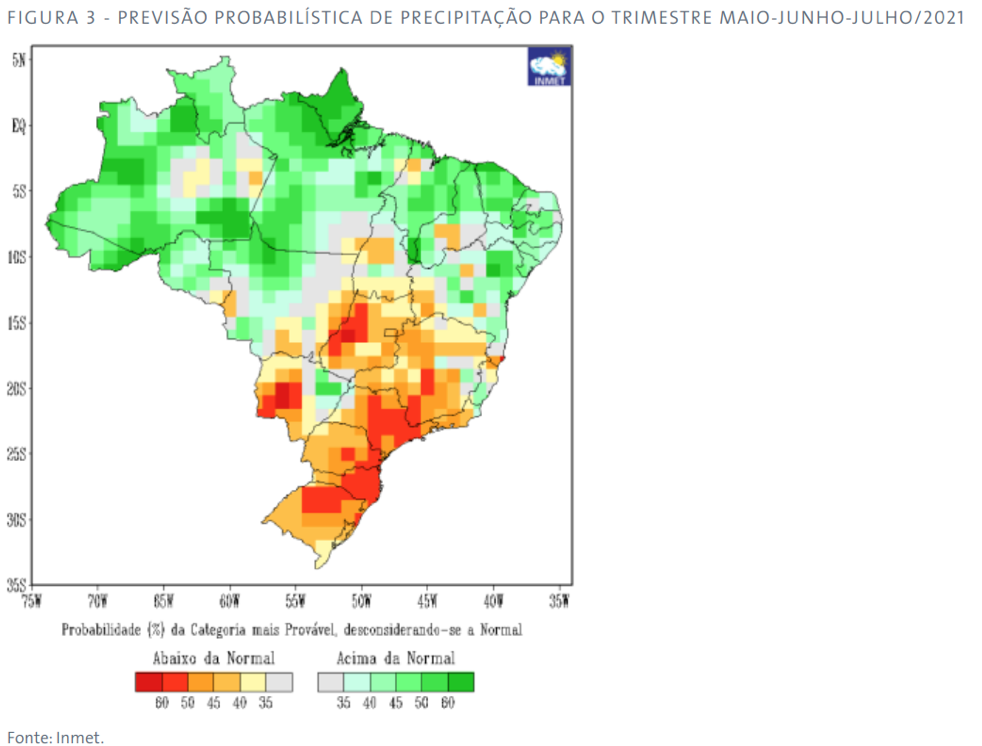 FIGURA 3 - PREVISÃO PROBABILÍSTICA DE PRECIPITAÇÃO PARA O TRIMESTRE MAIO-JUNHO-JULHO/2021
INMET
5N
EQ
5S
10S
15S
20S
25S
30S
35S
75W 70W 65W 60W 55W 50W 45W 40W 35W
Probabilidade (%) da Categoria mais Provável, desconsiderando-se a Normal
Abaixo da Normal Acima da Normal
60 50 45 40 35 35 40 45 50 60
Fonte: Inmet.